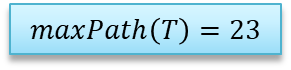 maxPath(T) = 23